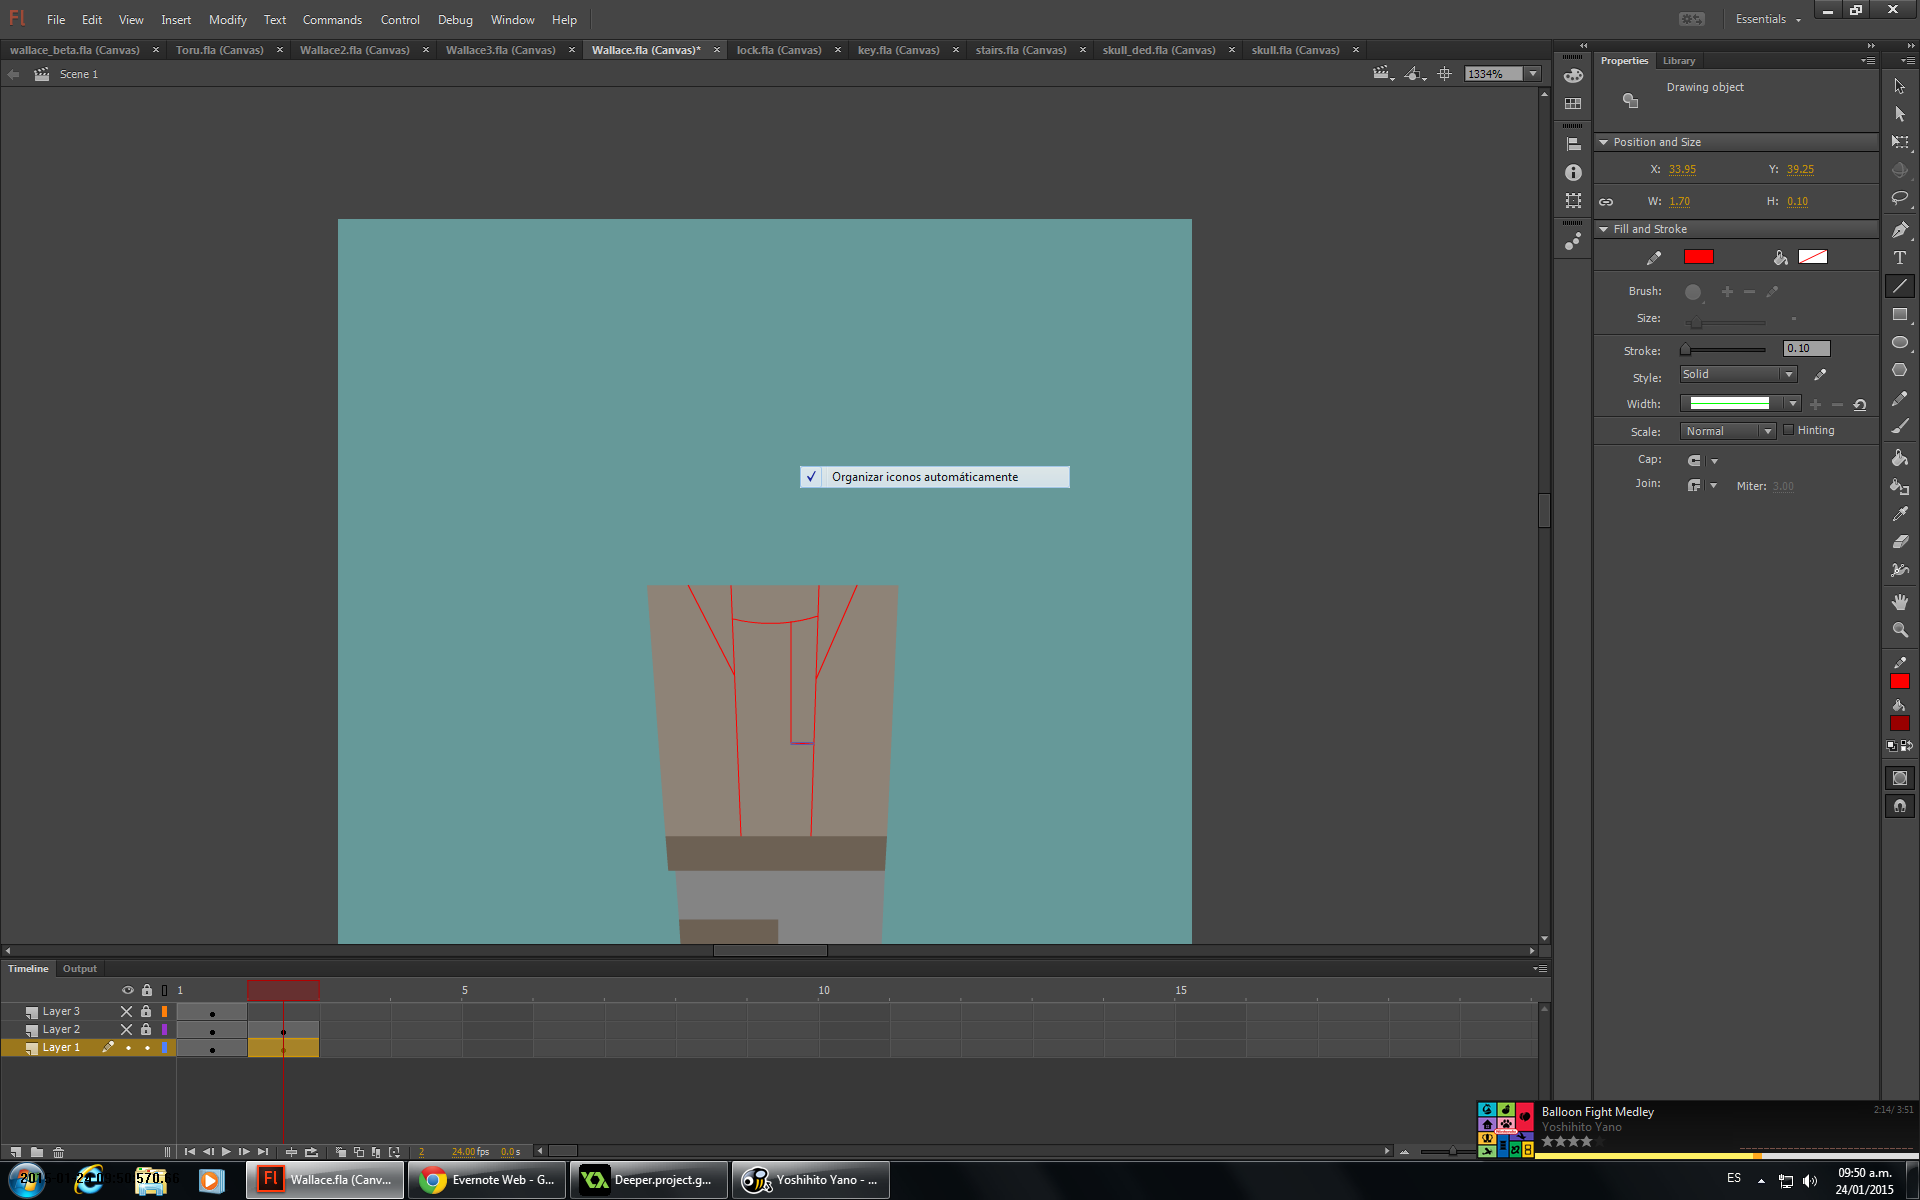 Fl File Edit View Insert Modify Text Commands Control Debug Window Help Essentials
wallace_beta.fla (Canvas) × Toru.fla (Canvas) × Wallace2.fla (Canvas) × Wallace3.fla (Canvas) × Wallace.fla (Canvas)* × lock.fla (Canvas) × key.fla (Canvas) × stairs.fla (Canvas) × skull_ded.fla (Canvas) × skull.fla (Canvas) ×
Scene 1
1334%
Properties Library
Drawing object
Position and Size
X: 33.95 Y: 39.25
W: 1.70 H: 0.10
Fill and Stroke
Brush:
Size:
Stroke: 0.10
Style: Solid
Width:
Scale: Normal Hinting
Cap:
Join: Miter: 3.00
T
✓ Organizar iconos automáticamente
Timeline Output
1 5 10 15
Layer 3
Layer 2
Layer 1
2 24.00 fps 0.0 s
Balloon Fight Medley 2:14/ 3:51
Yoshihito Yano
Wallace.fla (Canv...
Evernote Web - G...
Deeper.project.g...
Yoshihito Yano - ...
ES
09:50 a.m.
24/01/2015